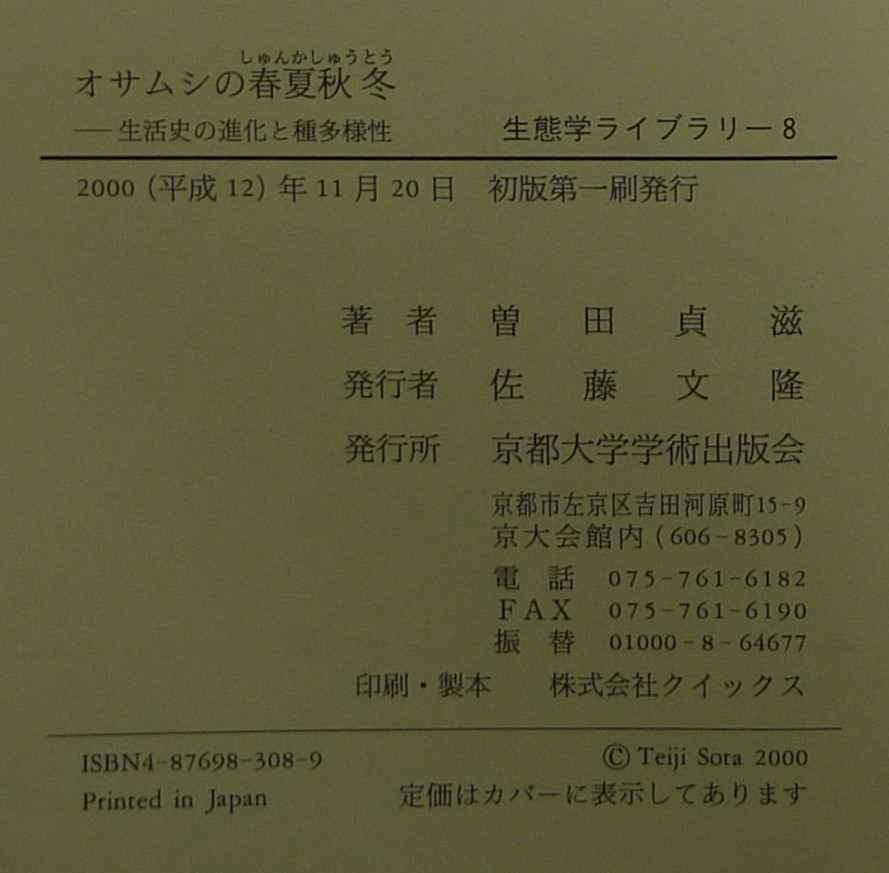 しゅんかしゅうとう
オサムシの春夏秋冬
── 生活史の進化と種多様性 生態学ライブラリー 8
2000（平成 12）年 11 月 20 日 初版第一刷発行
著 者 曽 田 貞 滋
発行者 佐 藤 文 隆
発行所 京都大学学術出版会
京都市左京区吉田河原町15-9
京大会館内（606-8305）
電 話 075-761-6182
FAX 075-761-6190
振 替 01000-8-64677
印刷・製本 株式会社クイックス
ISBN4-87698-308-9 © Teiji Sota 2000
Printed in Japan 定価はカバーに表示してあります